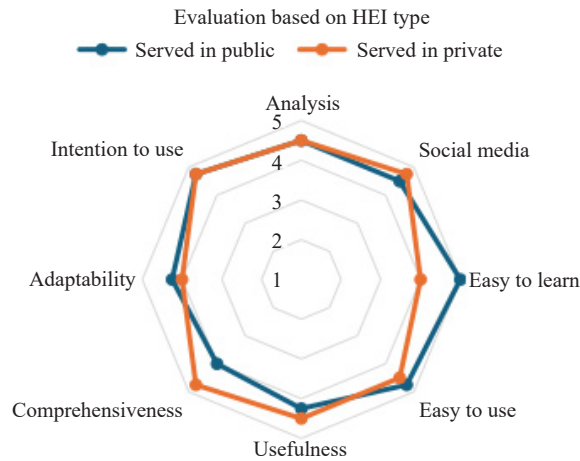 Evaluation based on HEI type
Served in public
Served in private
Analysis
Social media
Easy to learn
Easy to use
Usefulness
Comprehensiveness
Adaptability
Intention to use
5
4
3
2
1